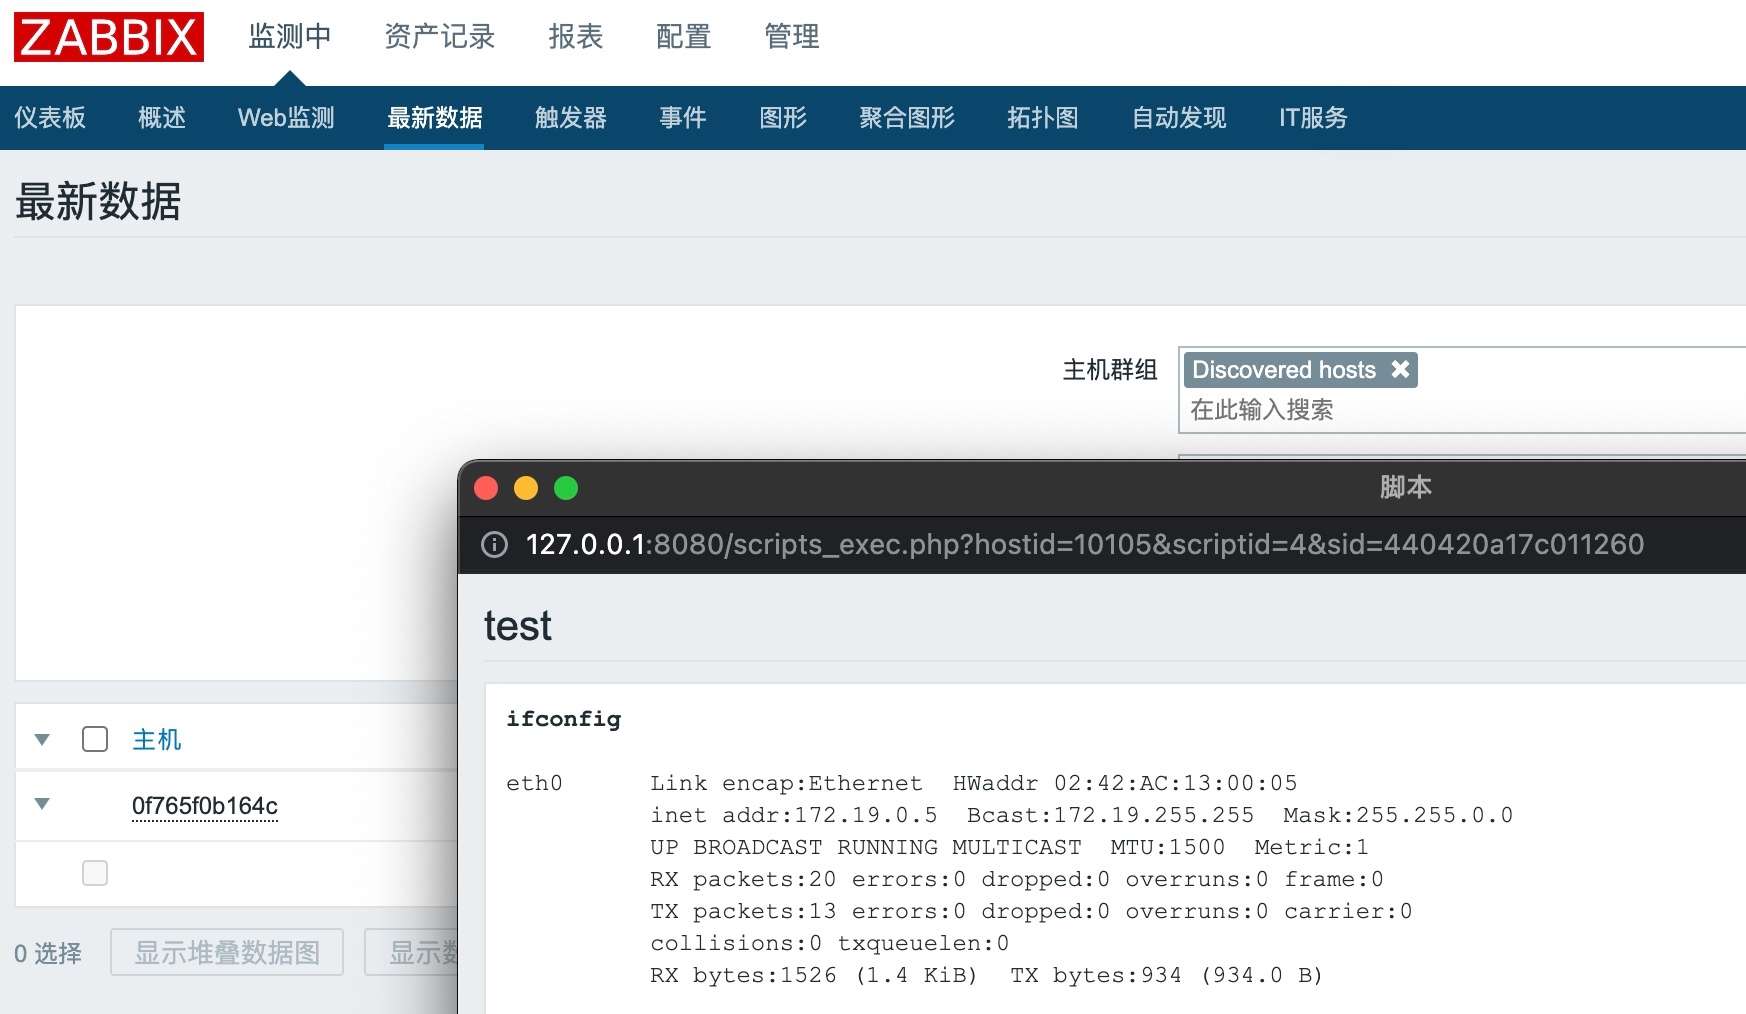 ZABBIX 监测中 资产记录 报表 配置 管理
仪表板 概述 Web监测 最新数据 触发器 事件 图形 聚合图形 拓扑图 自动发现 IT服务
最新数据
主机群组 Discovered hosts
在此输入搜索
脚本
127.0.0.1:8080/scripts_exec.php?hostid=10105&scriptid=4&sid=440420a17c011260
test
ifconfig
主机
eth0 Link encap:Ethernet HWaddr 02:42:AC:13:00:05
0f765f0b164c
inet addr:172.19.0.5 Bcast:172.19.255.255 Mask:255.255.0.0
UP BROADCAST RUNNING MULTICAST MTU:1500 Metric:1
RX packets:20 errors:0 dropped:0 overruns:0 frame:0
TX packets:13 errors:0 dropped:0 overruns:0 carrier:0
collisions:0 txqueuelen:0
RX bytes:1526 (1.4 KiB) TX bytes:934 (934.0 B)
0 选择 显示堆叠数据图 显示数